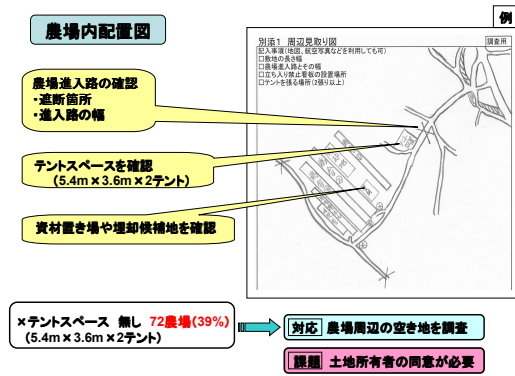 例
農場内配置図
農場進入路の確認
・遮断箇所
・進入路の幅
テントスペースを確認
(5.4m×3.6m×2テント)
資材置き場や埋却候補地を確認
別添1 周辺見取り図
調査用
記入事項(地図、航空写真などを利用しても可)
□敷地の長さ幅
□農場進入路とその幅
□立ち入り禁止看板の設置場所
□テントを張る場所(2張り以上)
×テントスペース 無し 72農場(39%)
(5.4m×3.6m×2テント)
対応 農場周辺の空き地を調査
課題 土地所有者の同意が必要